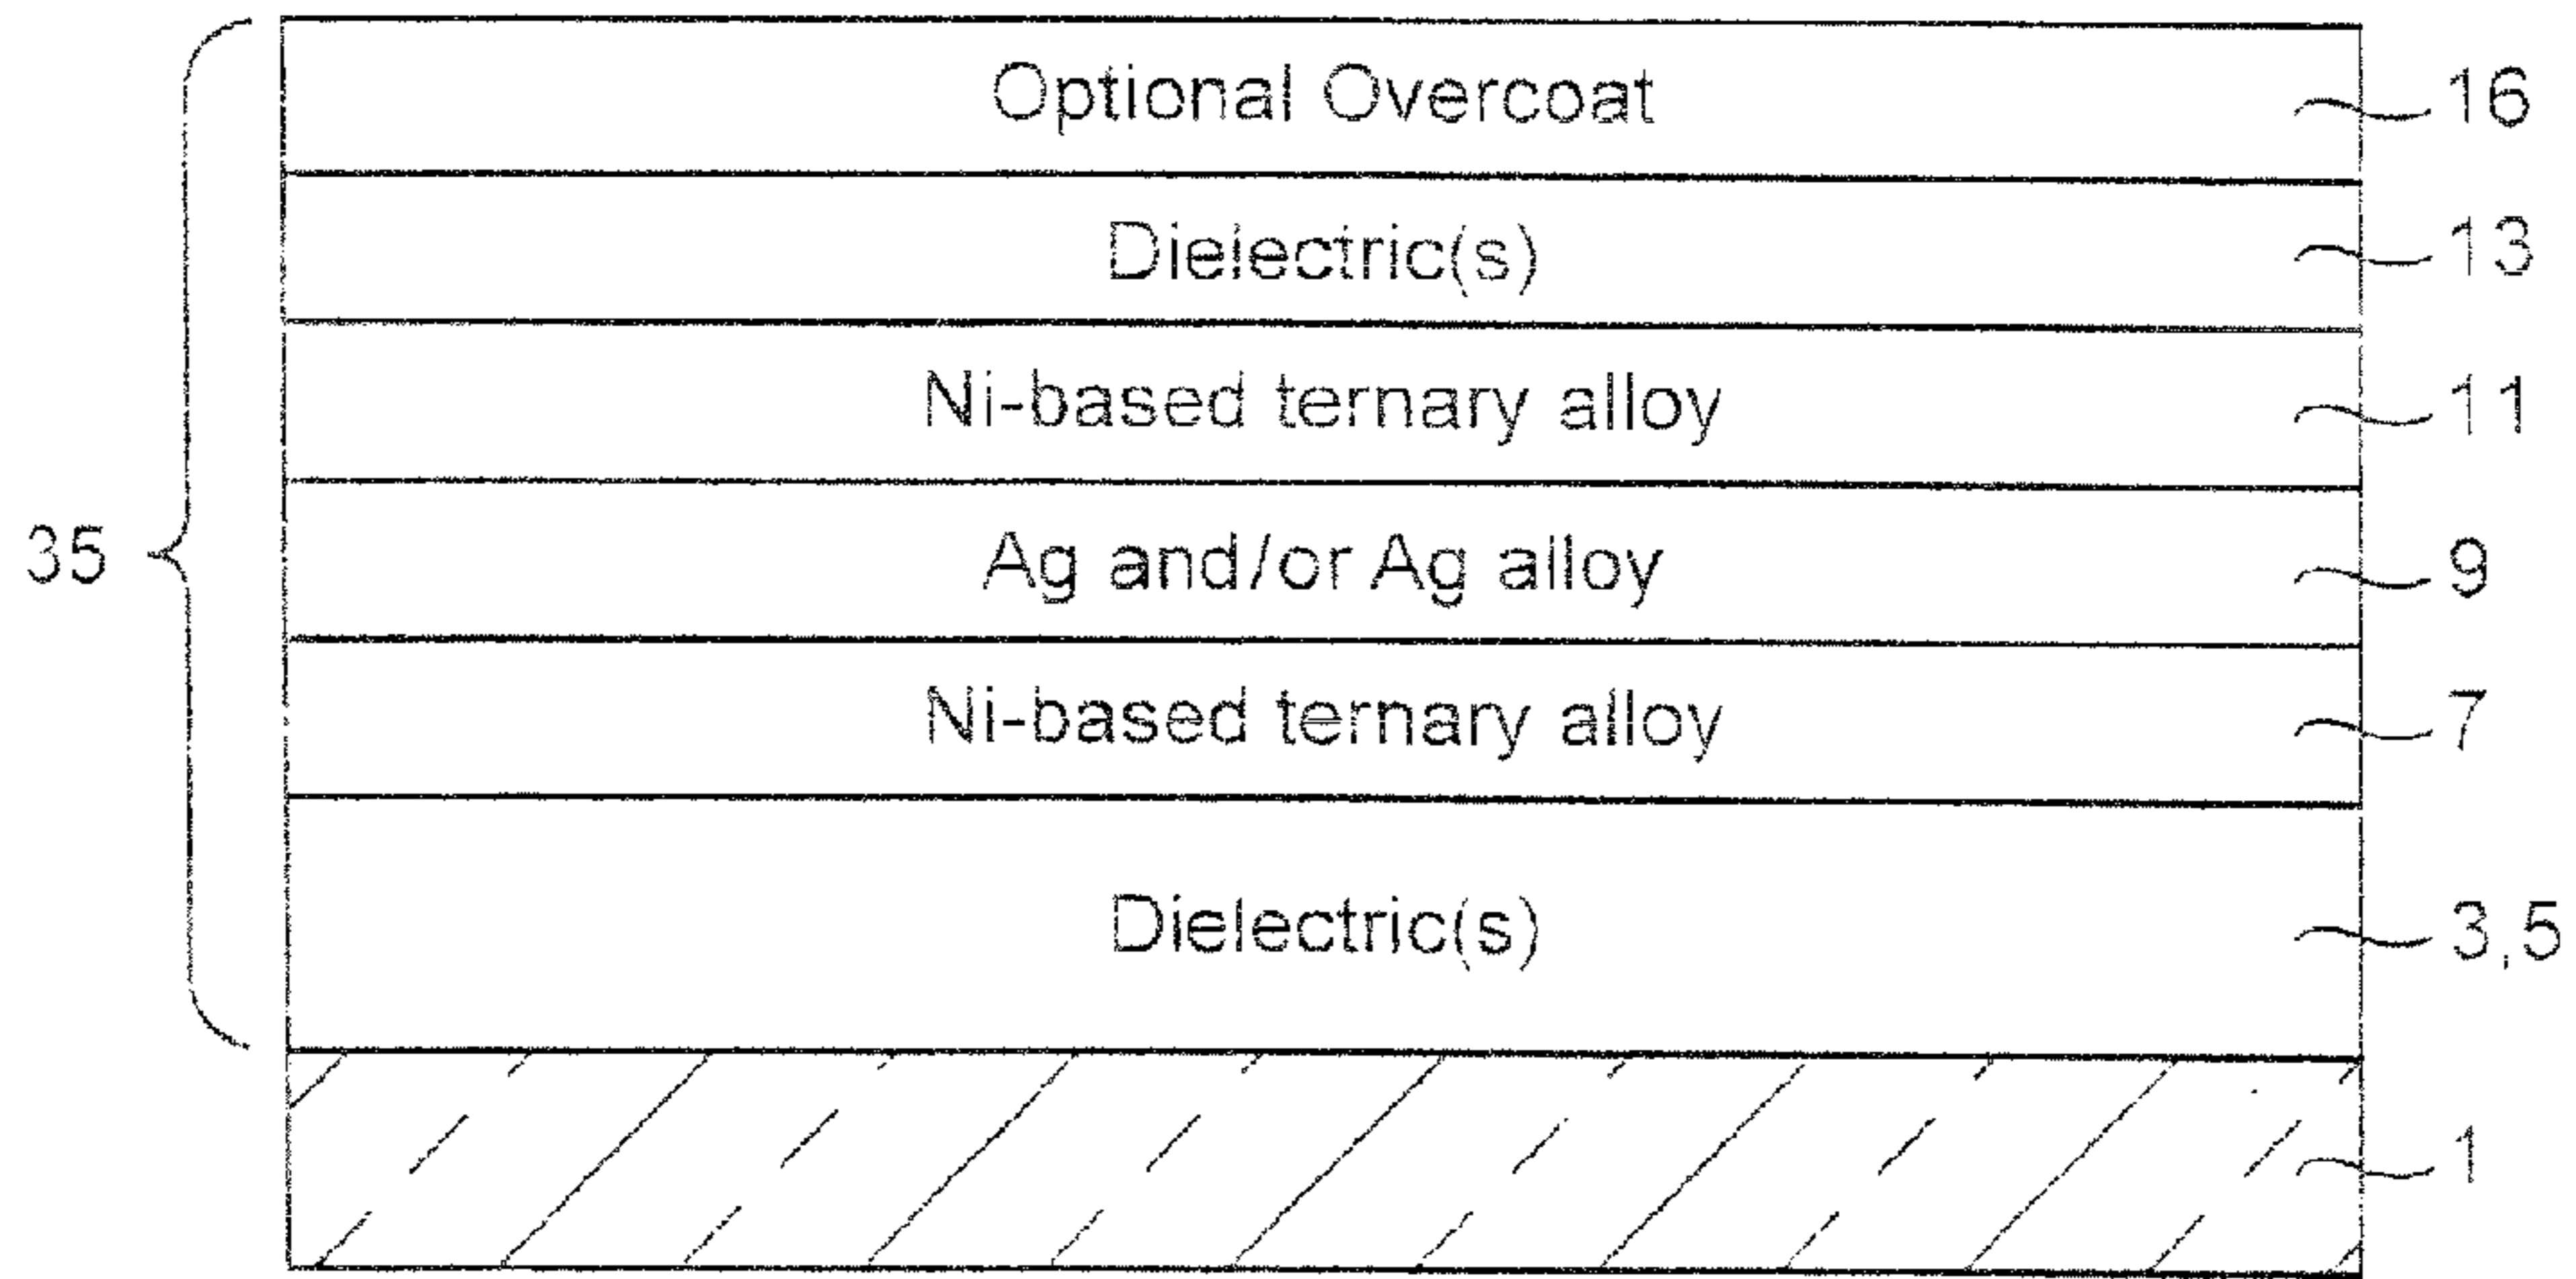 Optional Overcoat 16
Dielectric(s) 13
Ni-based ternary alloy 11
35
Ag and/or Ag alloy 9
Ni-based ternary alloy 7
Dielectric(s) 3,5
1